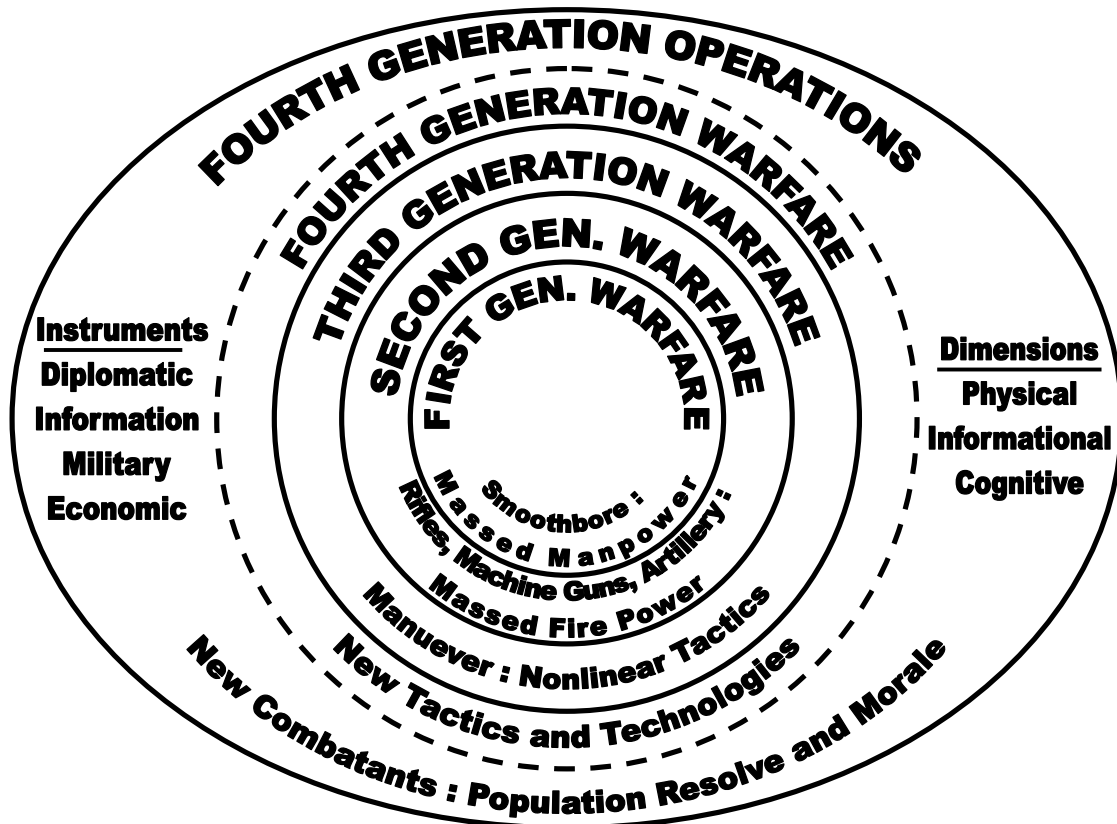 FOURTH GENERATION OPERATIONS
FOURTH GENERATION WARFARE
THIRD GENERATION WARFARE
SECOND GEN. WARFARE
FIRST GEN. WARFARE
Instruments
Diplomatic
Information
Military
Economic
Dimensions
Physical
Informational
Cognitive
Smoothbore :
Massed Manpower
Rifles, Machine Guns, Artillery :
Massed Fire Power
Manuever : Nonlinear Tactics
New Tactics and Technologies
New Combatants : Population Resolve and Morale